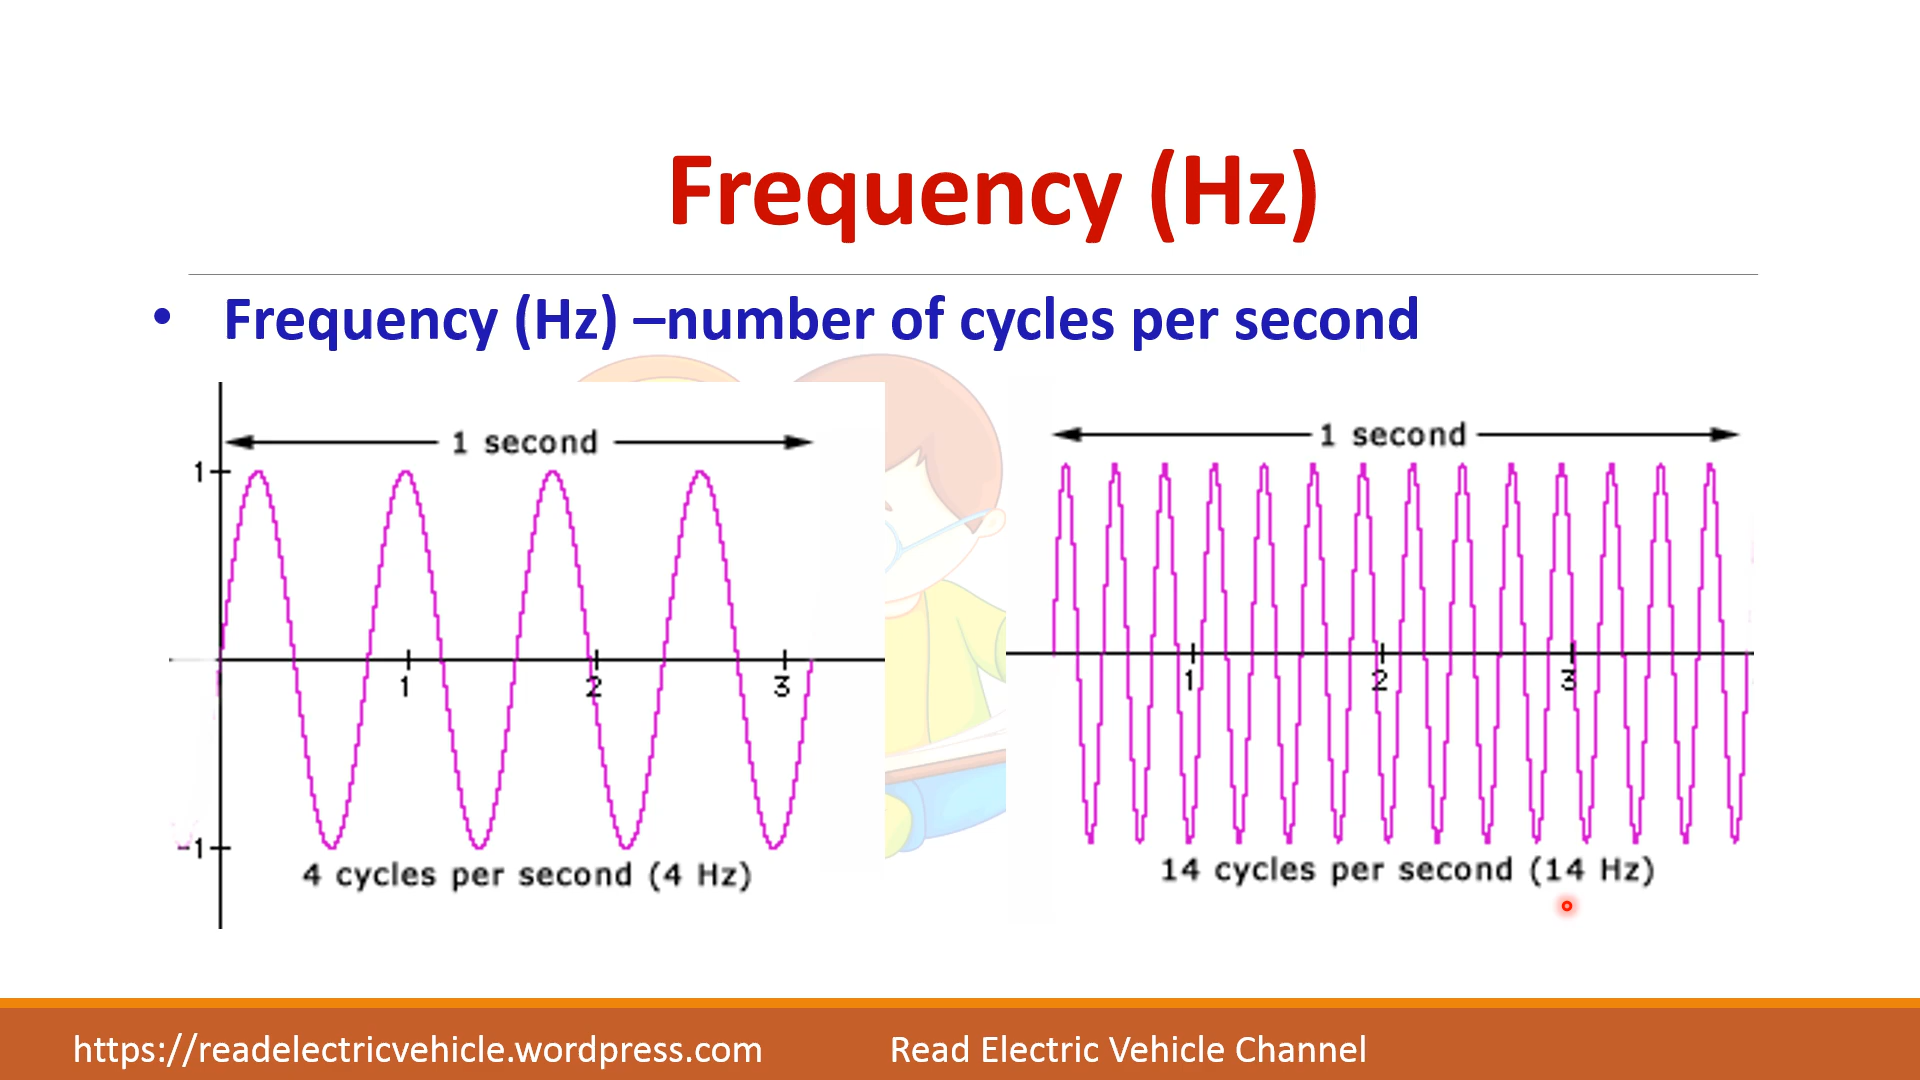 Frequency (Hz)
• Frequency (Hz) –number of cycles per second
1 second
1
1 2 3
-1
4 cycles per second (4 Hz)
1 second
1 2 3
14 cycles per second (14 Hz)
https://readelectricvehicle.wordpress.com
Read Electric Vehicle Channel